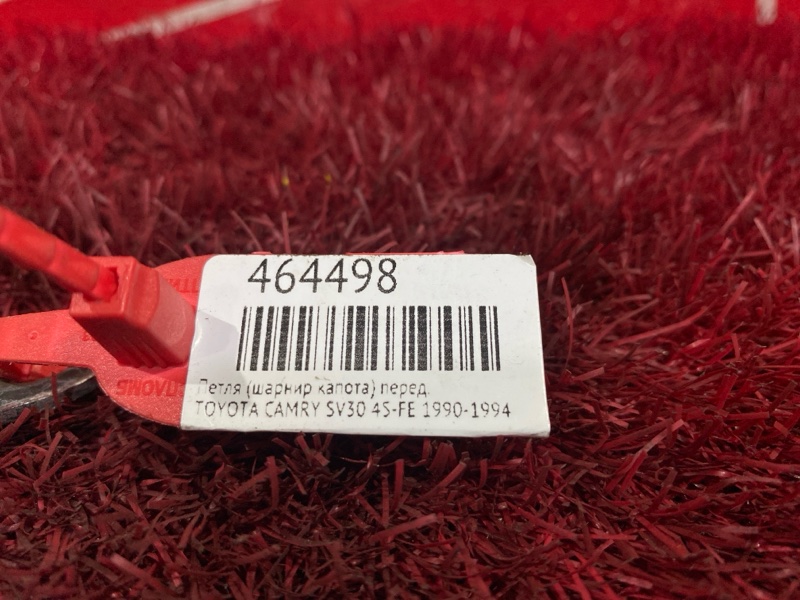 464498
Петля (шарнир капота) перед.
TOYOTA CAMRY SV30 4S-FE 1990-1994